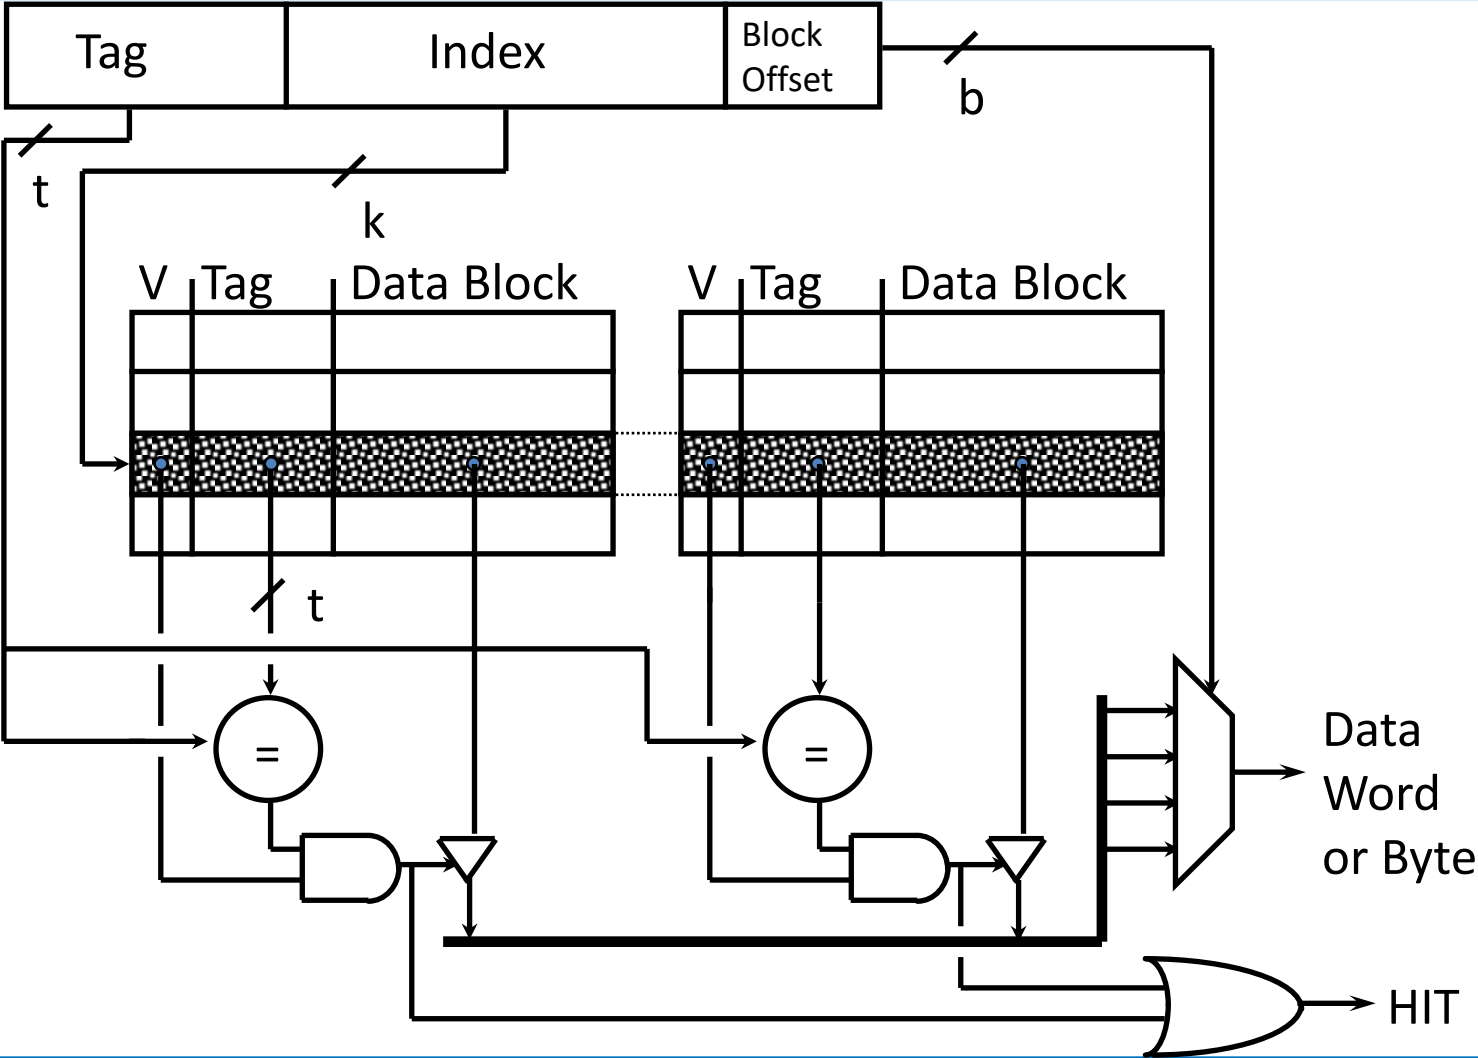 Tag
Index
Block
Offset
b
t
k
V Tag Data Block
V Tag Data Block
t
=
=
Data
Word
or Byte
HIT